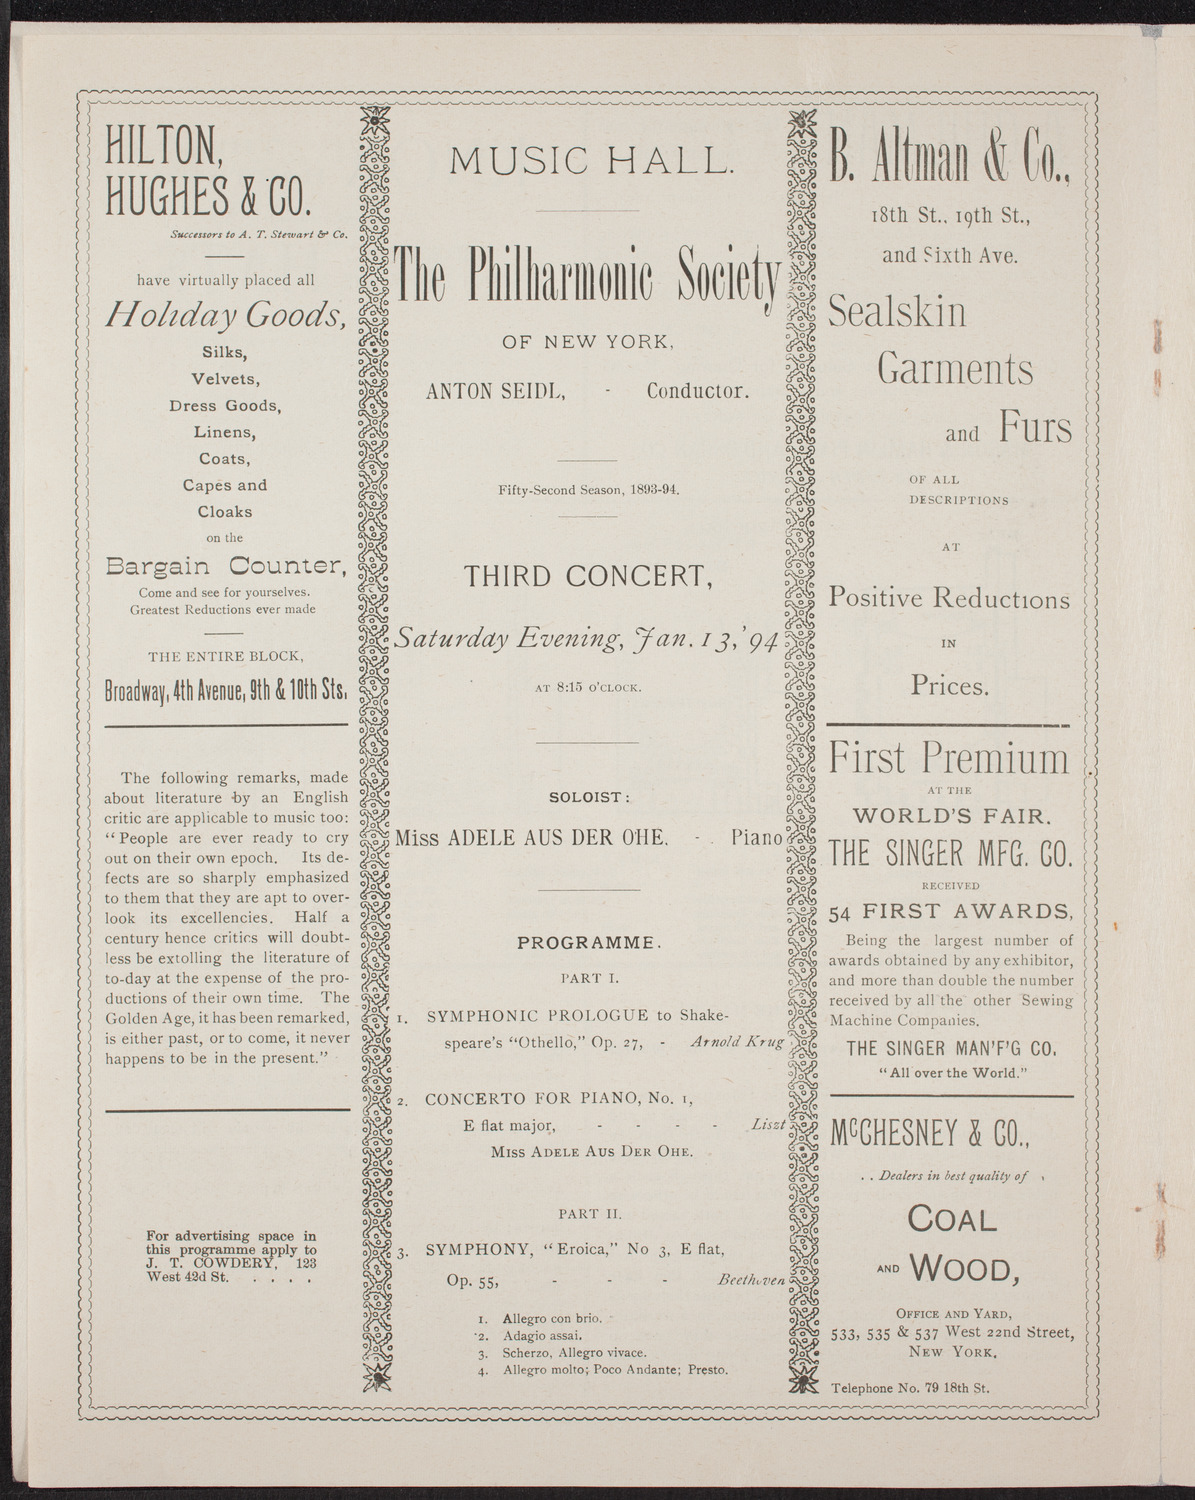 HILTON,
HUGHES & CO.
Successors to A. T. Stewart & Co.
have virtually placed all
Holiday Goods,
Silks,
Velvets,
Dress Goods,
Linens,
Coats,
Capes and
Cloaks
on the
Bargain Counter,
Come and see for yourselves.
Greatest Reductions ever made
THE ENTIRE BLOCK,
Broadway, 4th Avenue, 9th & 10th Sts.
The following remarks, made
about literature by an English
critic are applicable to music too:
“People are ever ready to cry
out on their own epoch. Its de-
fects are so sharply emphasized
to them that they are apt to over-
look its excellencies. Half a
century hence critics will doubt-
less be extolling the literature of
to-day at the expense of the pro-
ductions of their own time. The
Golden Age, it has been remarked,
is either past, or to come, it never
happens to be in the present.”
For advertising space in
this programme apply to
J. T. COWDERY, 123
West 42d St. . . . .
MUSIC HALL.
The Philharmonic Society
OF NEW YORK,
ANTON SEIDL, - Conductor.
Fifty-Second Season, 1893-94.
THIRD CONCERT,
Saturday Evening, Jan. 13, '94
AT 8:15 O'CLOCK.
SOLOIST:
Miss ADELE AUS DER OHE. - Piano
PROGRAMME.
PART I.
1. SYMPHONIC PROLOGUE to Shake-
speare's “Othello,” Op. 27, - Arnold Krug
2. CONCERTO FOR PIANO, No. 1,
E flat major, - - - - Liszt
MISS ADELE AUS DER OHE.
PART II.
3. SYMPHONY, “Eroica,” No 3, E flat,
Op. 55, - - - Beethoven
1. Allegro con brio.
2. Adagio assai.
3. Scherzo, Allegro vivace.
4. Allegro molto; Poco Andante; Presto.
B. Altman & Co.,
18th St., 19th St.,
and Sixth Ave.
Sealskin
Garments
and Furs
OF ALL
DESCRIPTIONS
AT
Positive Reductions
IN
Prices.
First Premium
AT THE
WORLD'S FAIR.
THE SINGER MFG. CO.
RECEIVED
54 FIRST AWARDS,
Being the largest number of
awards obtained by any exhibitor,
and more than double the number
received by all the other Sewing
Machine Companies.
THE SINGER MAN'F'G CO.
“All over the World.”
McCHESNEY & CO.,
. . Dealers in best quality of
COAL
AND WOOD,
OFFICE AND YARD,
533, 535 & 537 West 22nd Street,
NEW YORK.
Telephone No. 79 18th St.